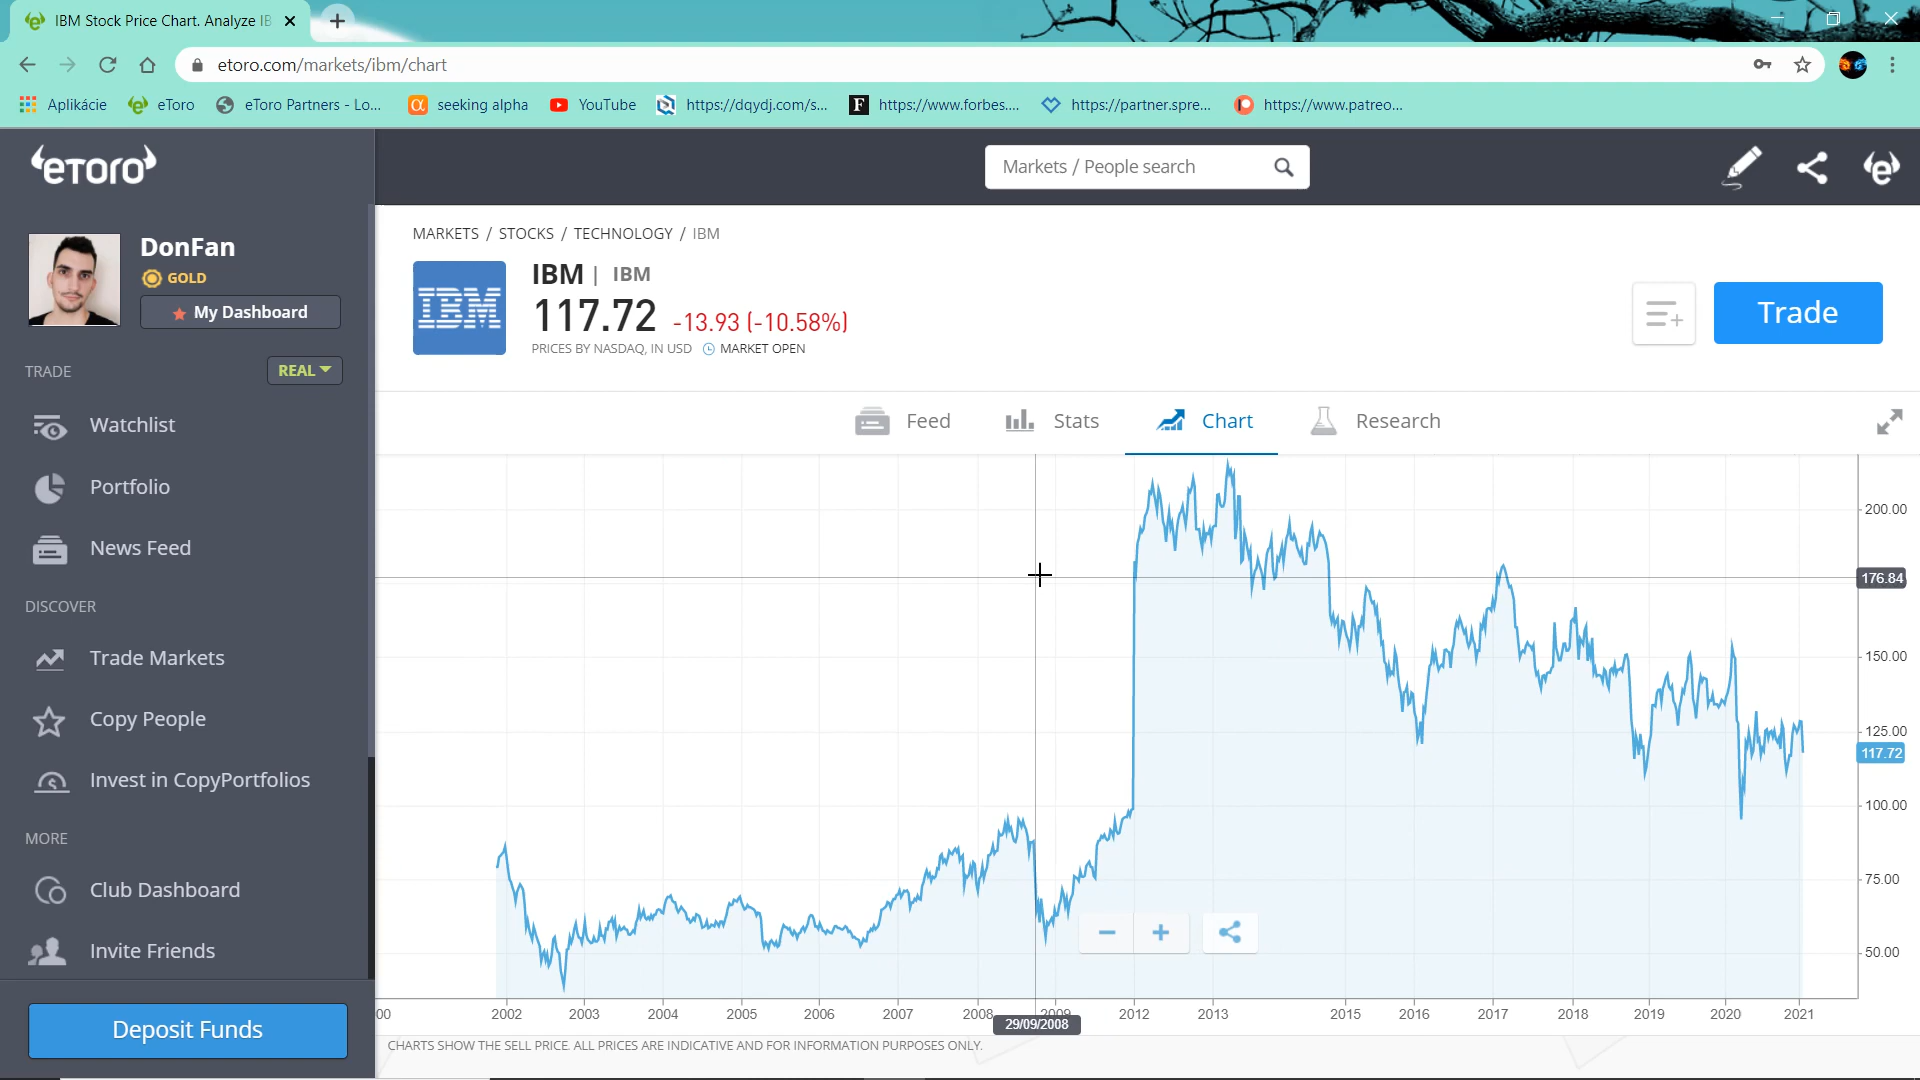 IBM Stock Price Chart. Analyze IB
etoro.com/markets/ibm/chart
Aplikácie
eToro
eToro Partners - Lo...
seeking alpha
YouTube
https://dqydj.com/s...
https://www.forbes....
https://partner.spre...
https://www.patreo...
eToro
Markets / People search
DonFan
GOLD
My Dashboard
TRADE
REAL
Watchlist
Portfolio
News Feed
DISCOVER
Trade Markets
Copy People
Invest in CopyPortfolios
MORE
Club Dashboard
Invite Friends
Deposit Funds
MARKETS / STOCKS / TECHNOLOGY / IBM
IBM
IBM | IBM
117.72 -13.93 (-10.58%)
PRICES BY NASDAQ, IN USD MARKET OPEN
Trade
Feed
Stats
Chart
Research
200.00
176.84
150.00
125.00
117.72
100.00
75.00
50.00
00 2002 2003 2004 2005 2006 2007 2008 2009 2012 2013 2015 2016 2017 2018 2019 2020 2021
29/09/2008
CHARTS SHOW THE SELL PRICE. ALL PRICES ARE INDICATIVE AND FOR INFORMATION PURPOSES ONLY.